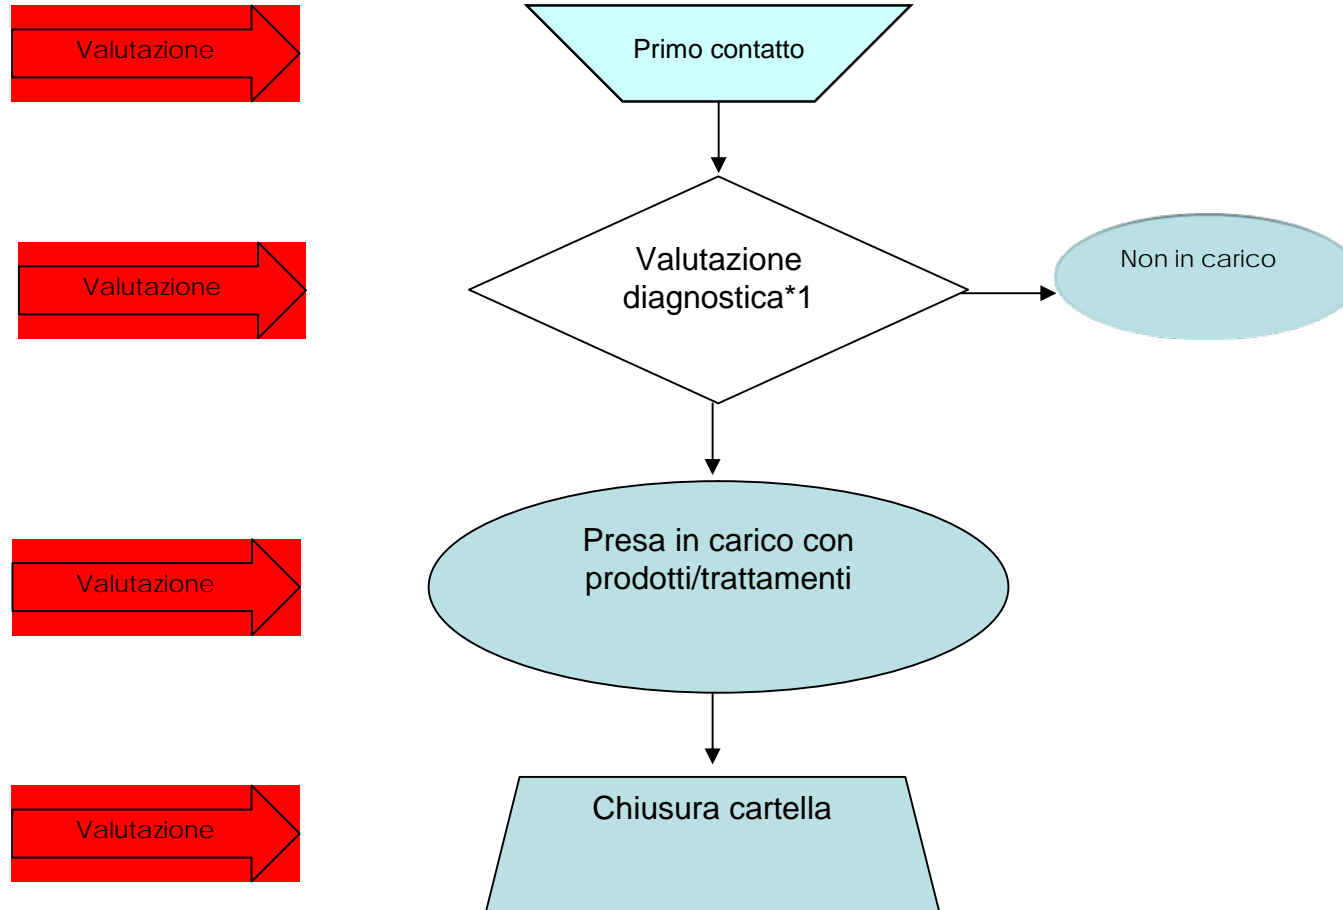 Valutazione
Primo contatto
Valutazione
Valutazione
diagnostica*1
Non in carico
Valutazione
Presa in carico con
prodotti/trattamenti
Valutazione
Chiusura cartella